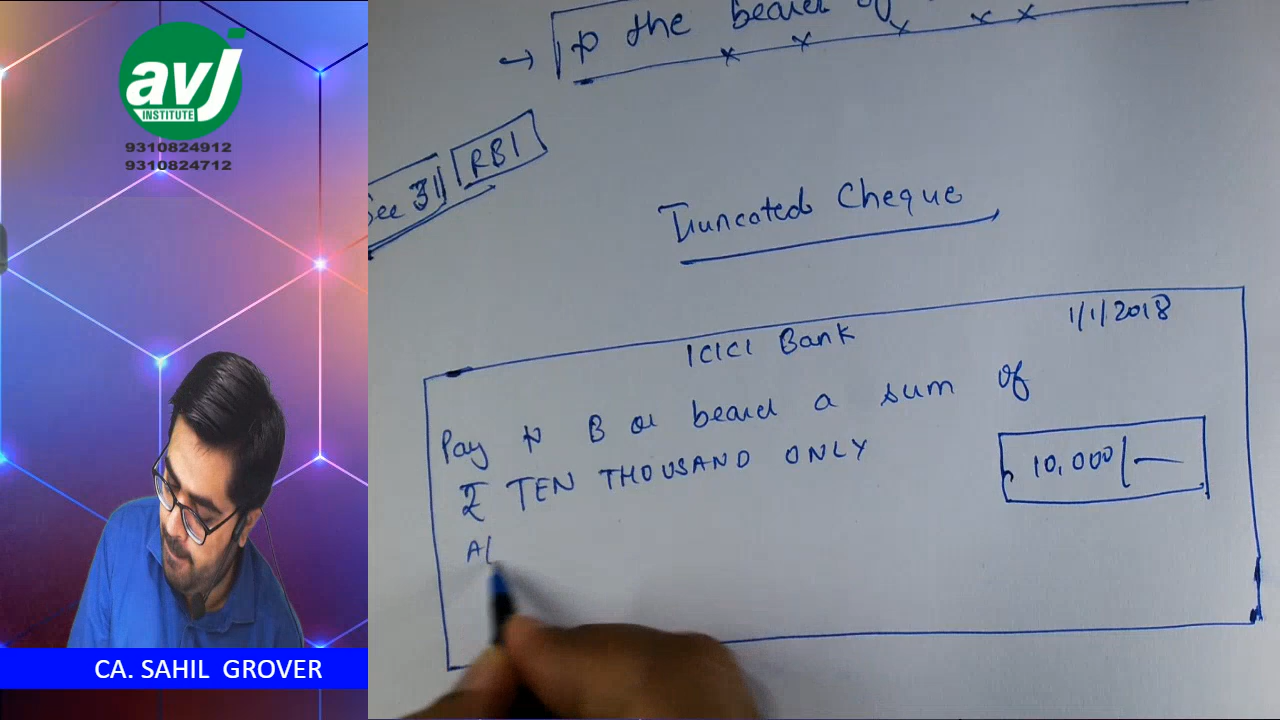 avj
INSTITUTE
9310824912
9310824712
CA. SAHIL GROVER
→ to the bearer of
Sec 31 RBI
Truncated Cheque
ICICI Bank
1/1/2018
Pay to B or bearer a sum of
₹ TEN THOUSAND ONLY
10,000/-
A/